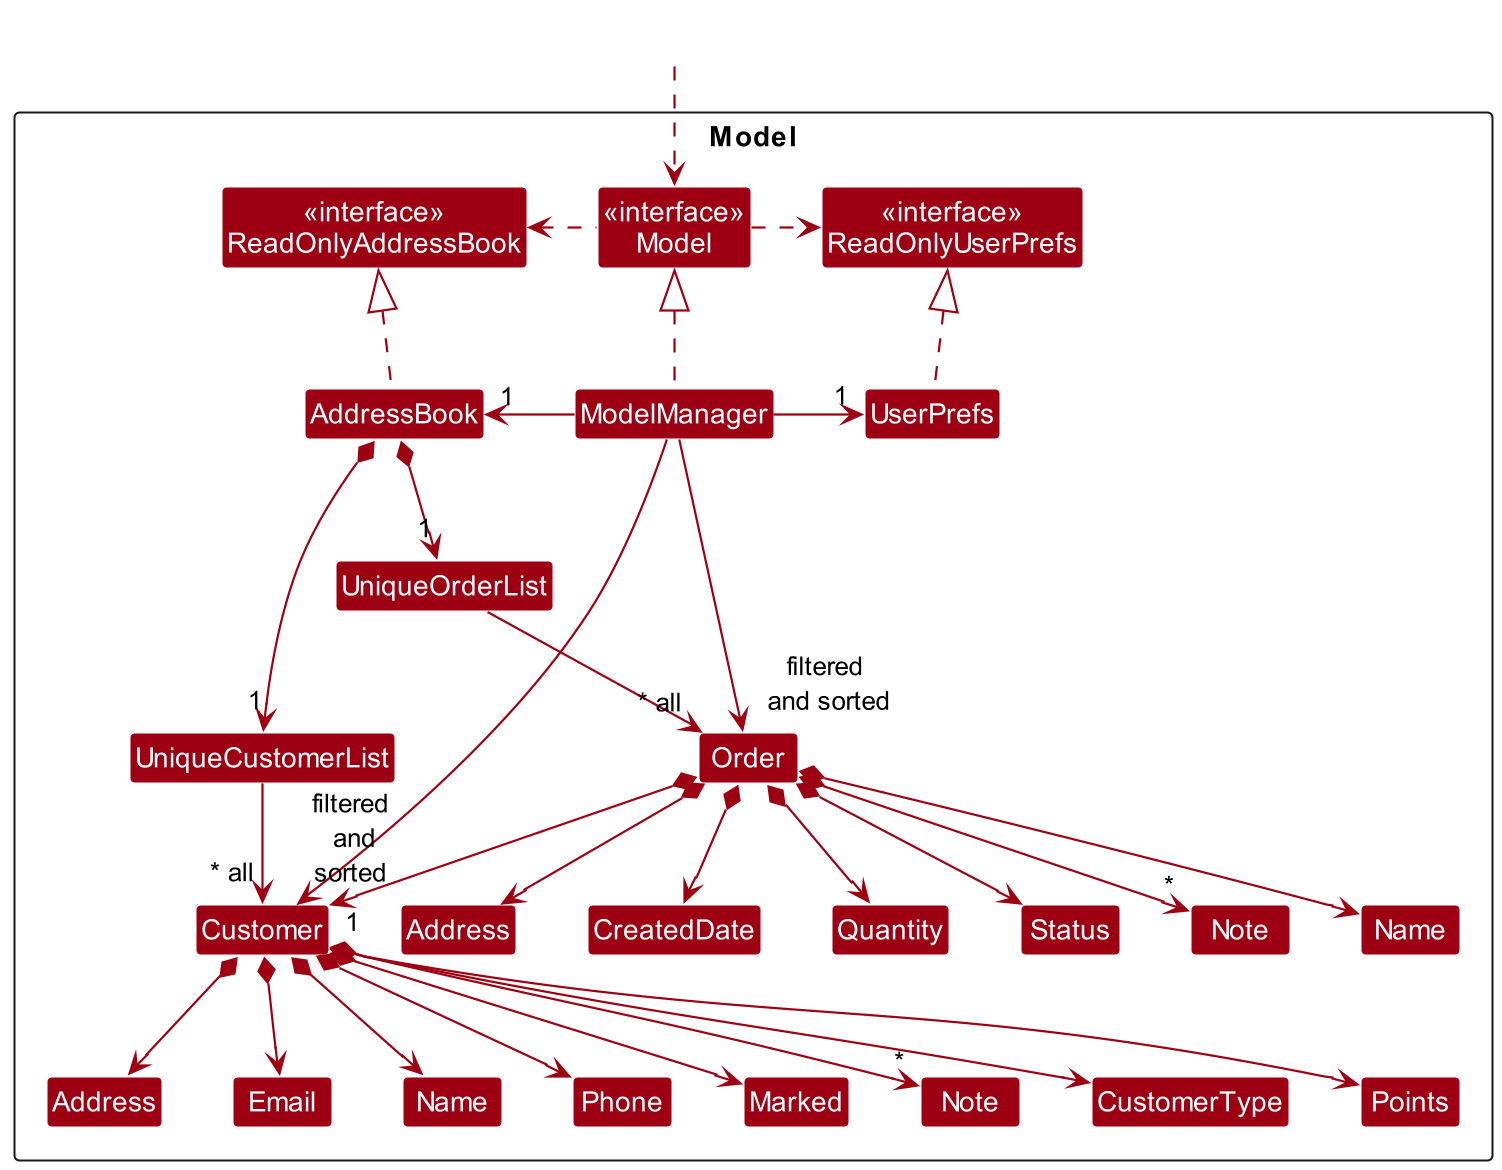 Model
«interface»
ReadOnlyAddressBook
«interface»
Model
«interface»
ReadOnlyUserPrefs
AddressBook
1
ModelManager
1
UserPrefs
1
UniqueOrderList
filtered
and sorted
* all
1
UniqueCustomerList
Order
filtered
and
sorted
* all
*
Customer
1
Address
CreatedDate
Quantity
Status
Note
Name
*
Address
Email
Name
Phone
Marked
Note
CustomerType
Points